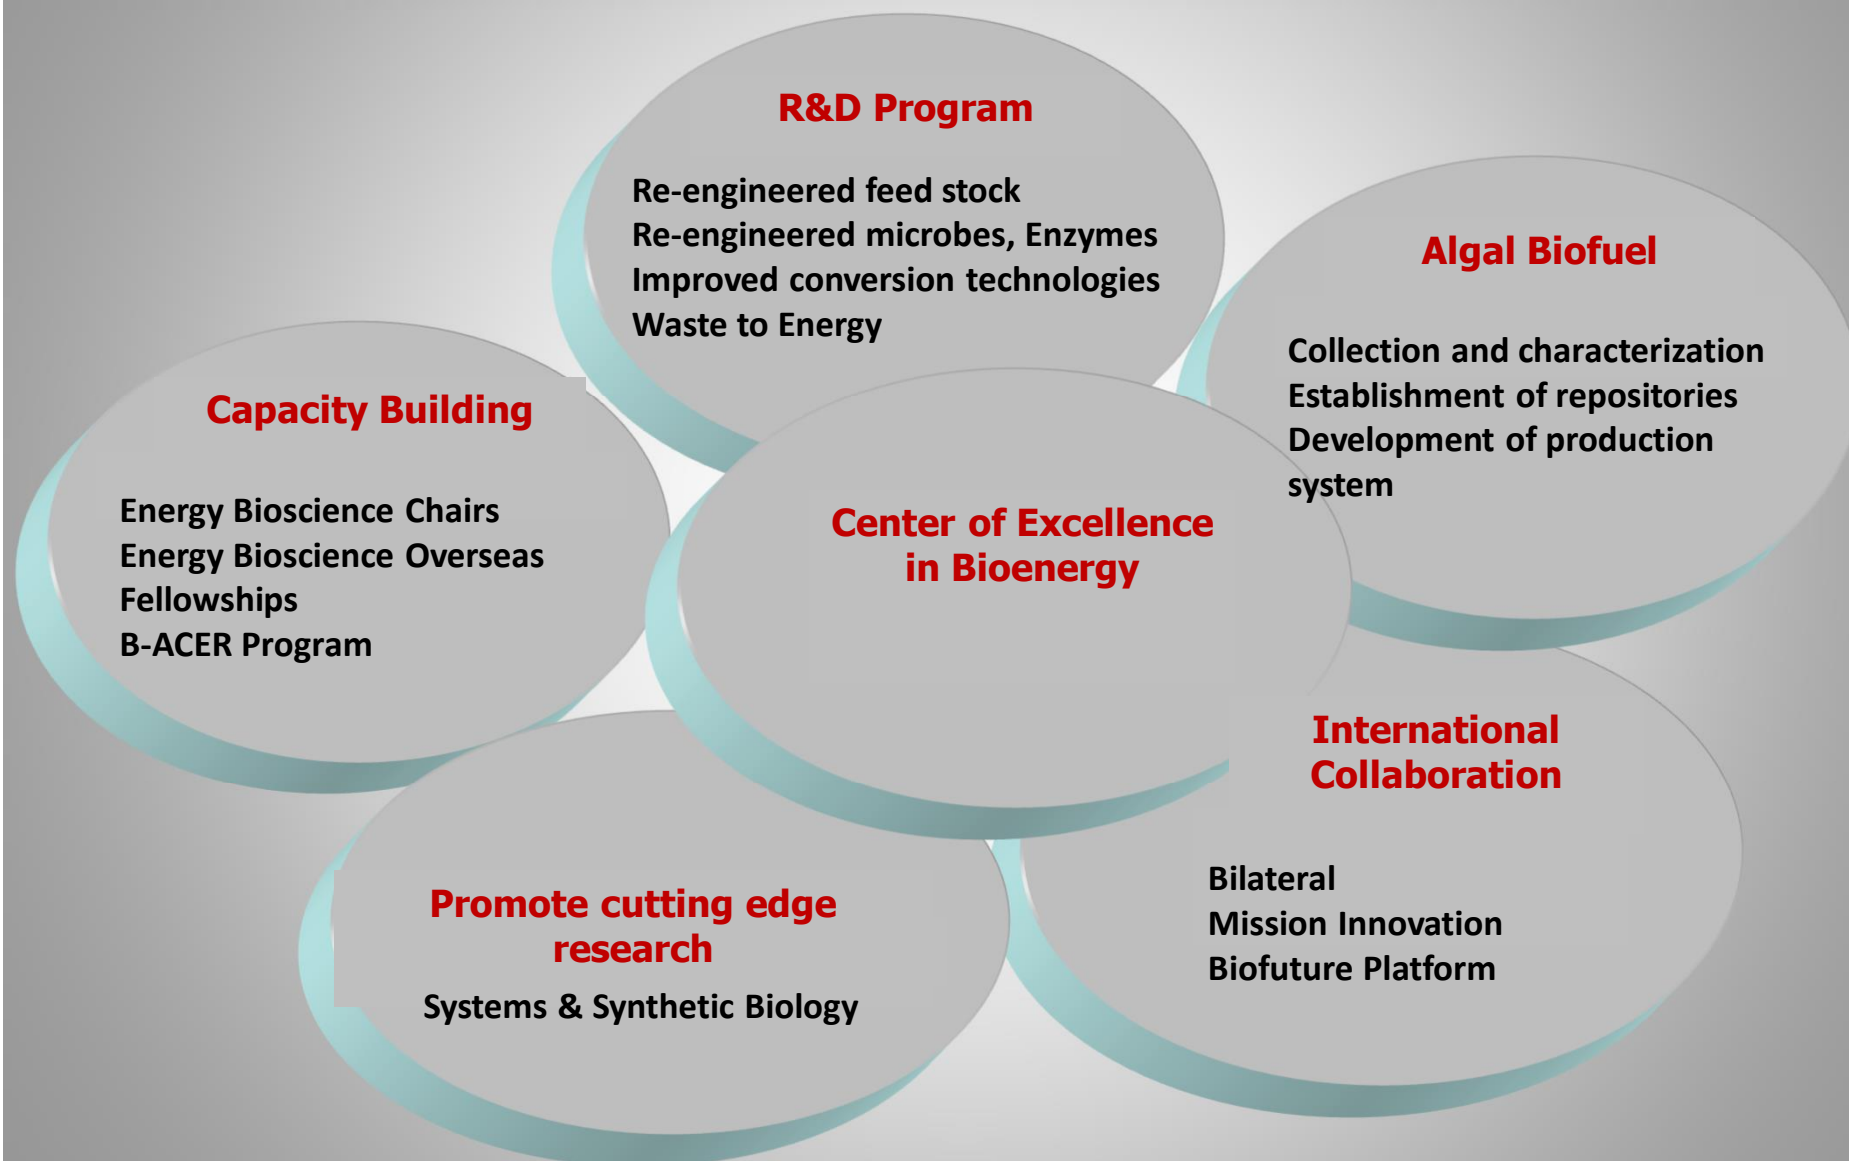 R&D Program
Re-engineered feed stock
Re-engineered microbes, Enzymes
Improved conversion technologies
Waste to Energy
Algal Biofuel
Collection and characterization
Establishment of repositories
Development of production
system
Capacity Building
Energy Bioscience Chairs
Energy Bioscience Overseas
Fellowships
B-ACER Program
Center of Excellence
in Bioenergy
International
Collaboration
Bilateral
Mission Innovation
Biofuture Platform
Promote cutting edge
research
Systems & Synthetic Biology